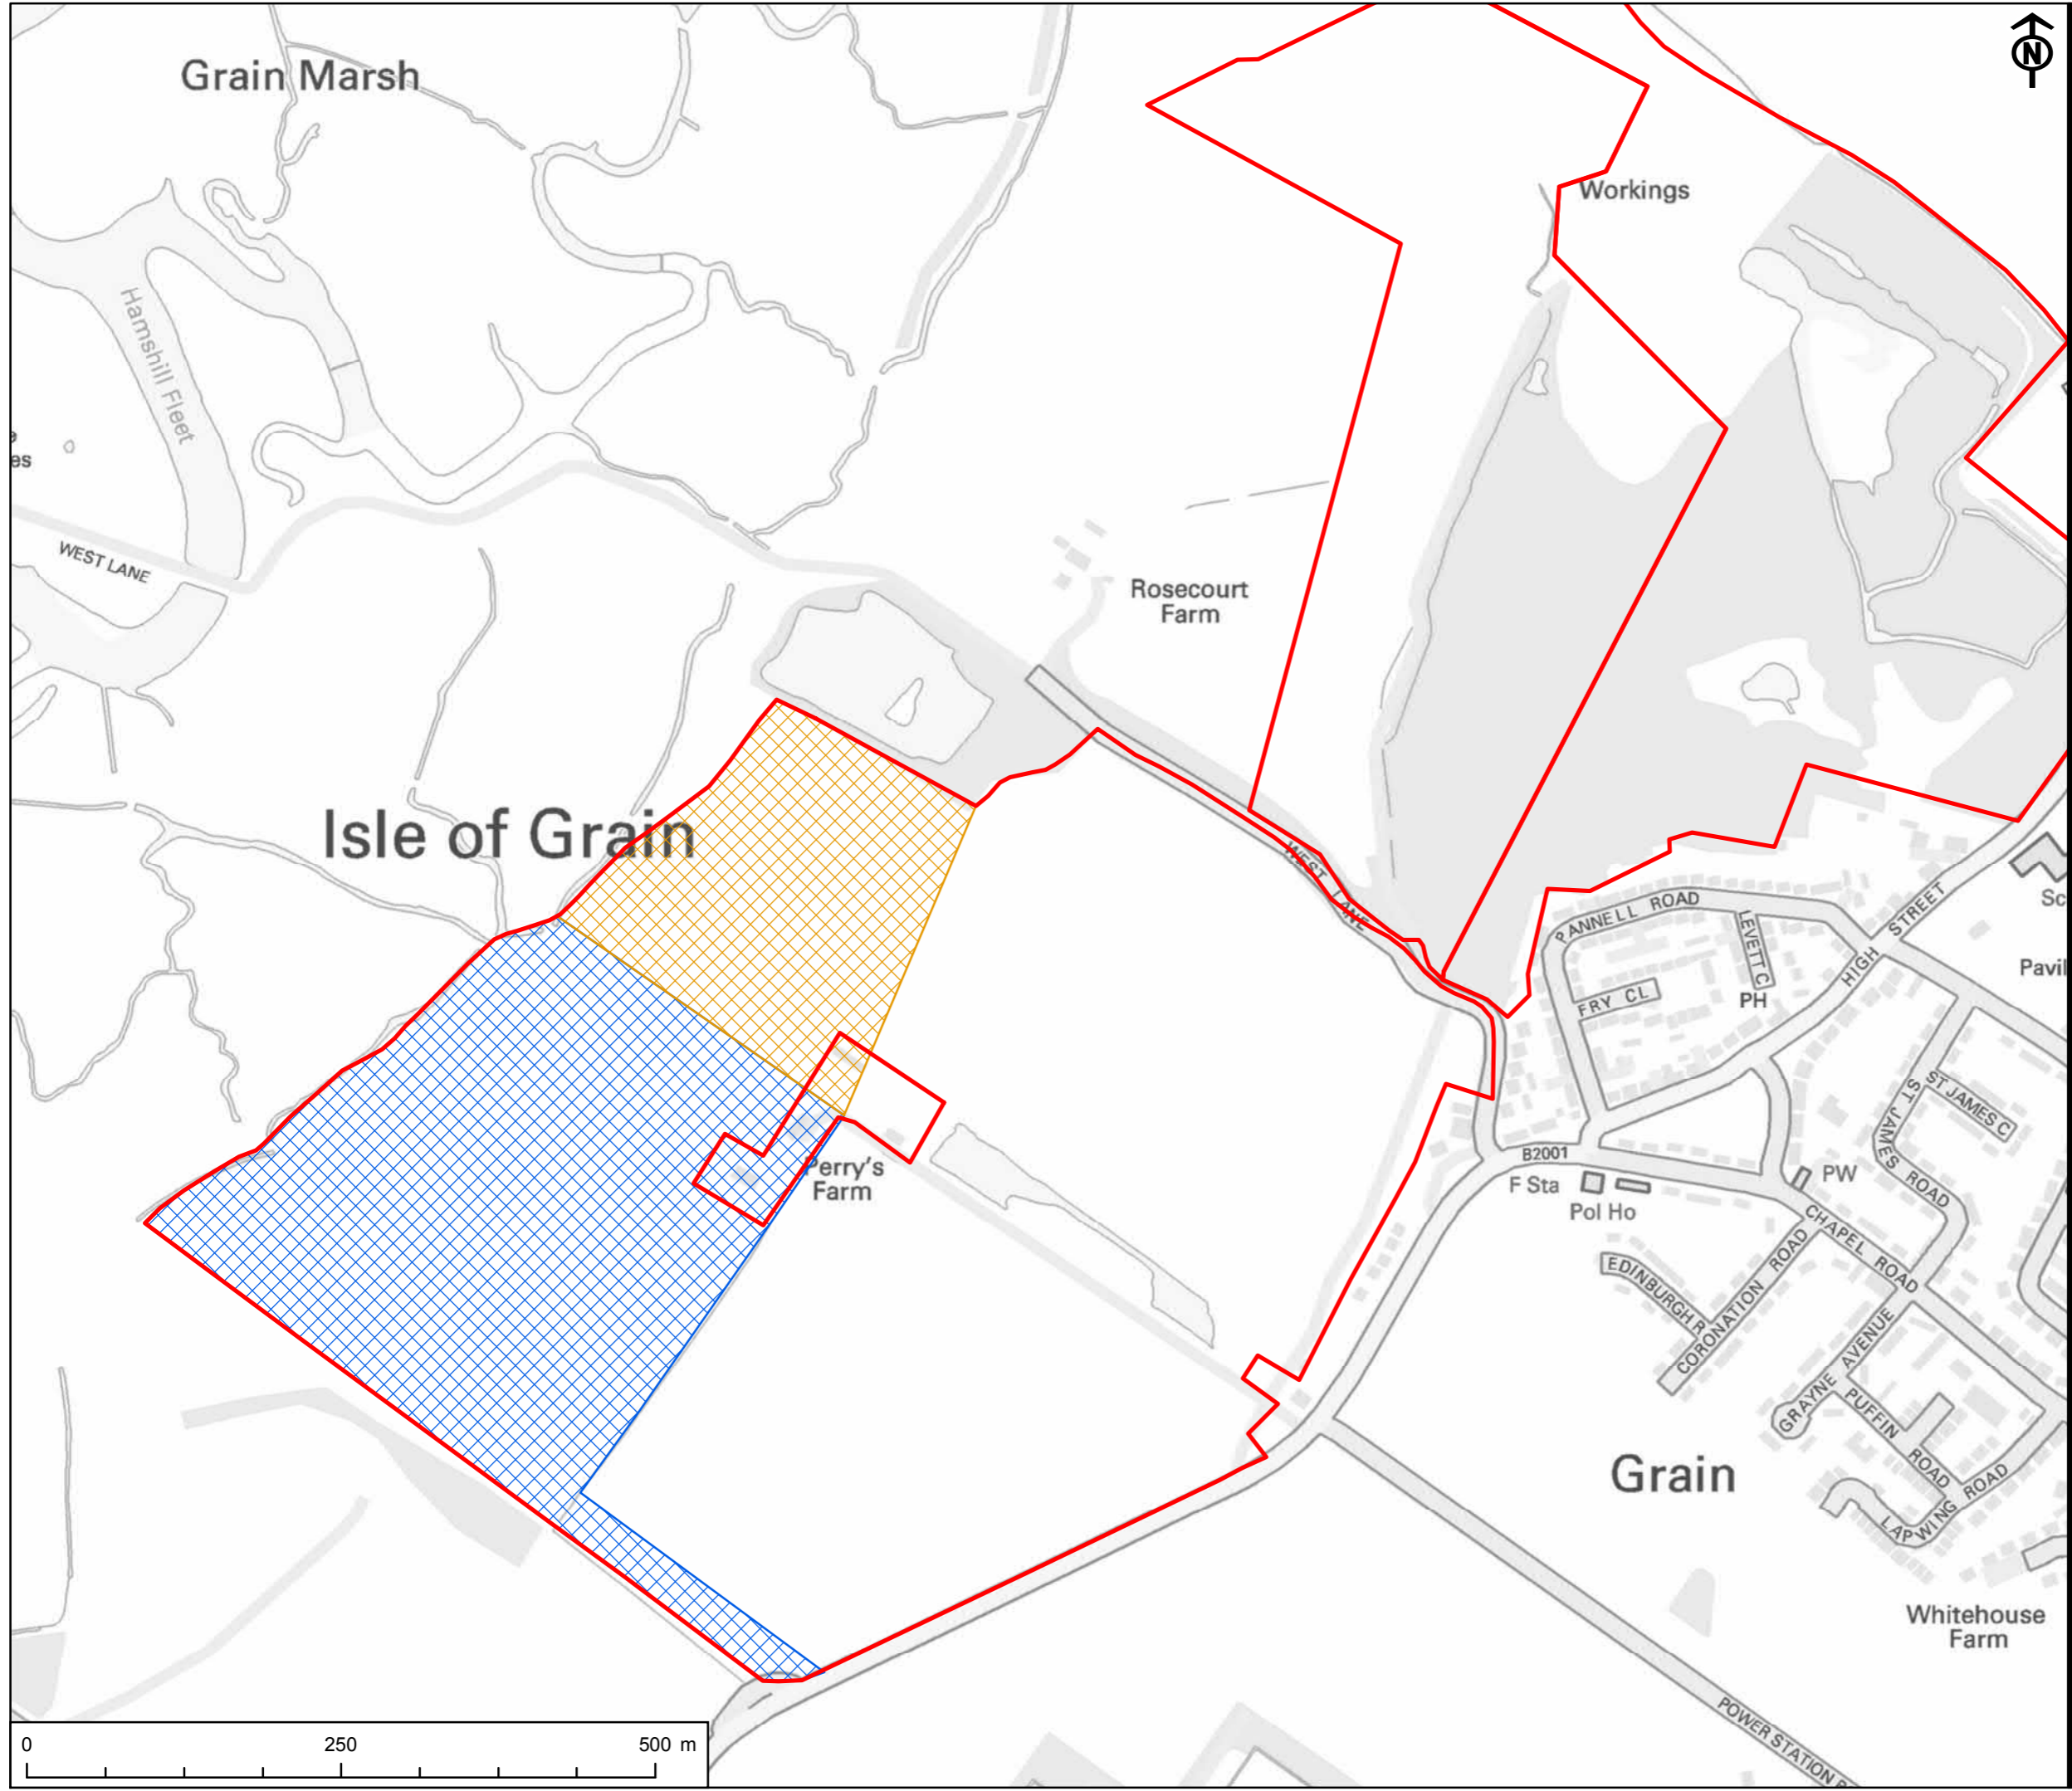 N
Grain Marsh
Workings
Hamshill Fleet
es
WEST LANE
Rosecourt
Farm
Isle of Grain
WEST LANE
PANNELL ROAD
LEVETT C
HIGH STREET
Sc
Pavil
FRY CL
PH
ST JAMES C
ST JAMES ROAD
B2001
PW
F Sta
Pol Ho
Perry's
Farm
CHAPEL ROAD
EDINBURGH R
CORONATION ROAD
GRAYNE AVENUE
PUFFIN ROAD
LAPWING ROAD
Grain
Whitehouse
Farm
POWER STATION R
0 250 500 m